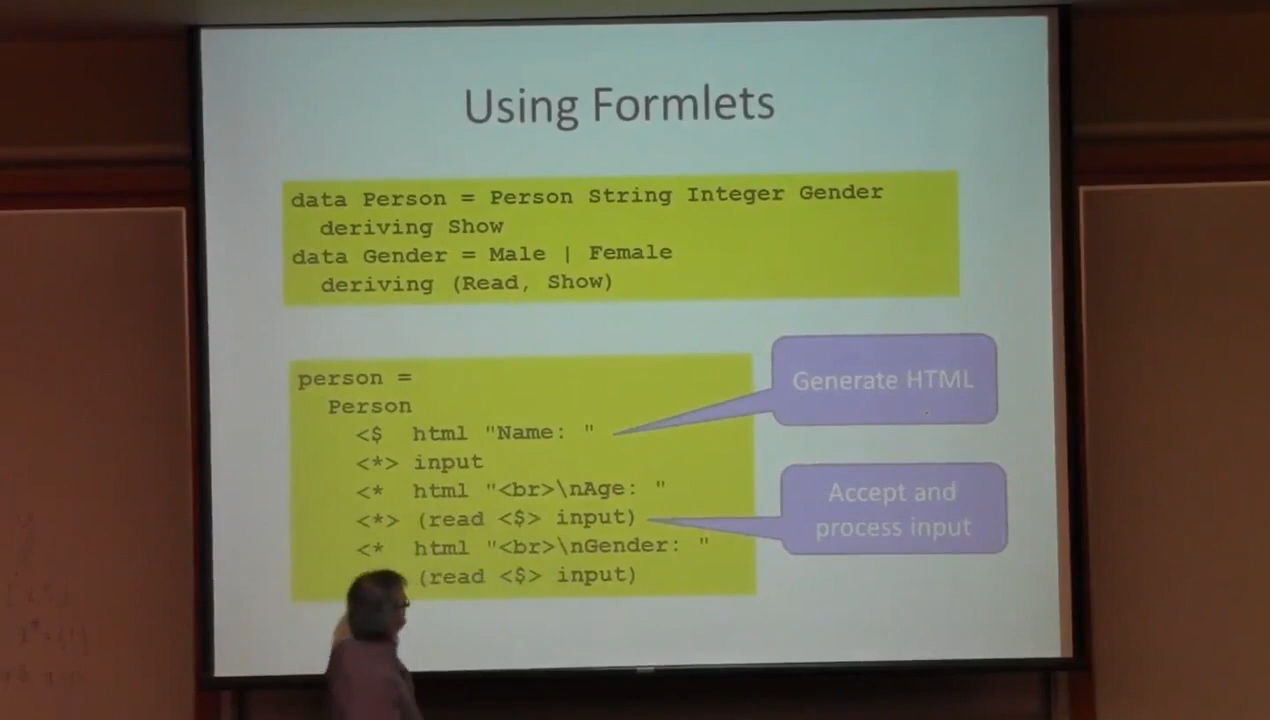 Using Formlets
data Person = Person String Integer Gender
  deriving Show
data Gender = Male | Female
  deriving (Read, Show)
person =
  Person
    <$  html "Name: "
    <*> input
    <*  html "<br>\nAge: "
    <*> (read <$> input)
    <*  html "<br>\nGender: "
        (read <$> input)
Generate HTML
Accept and
process input